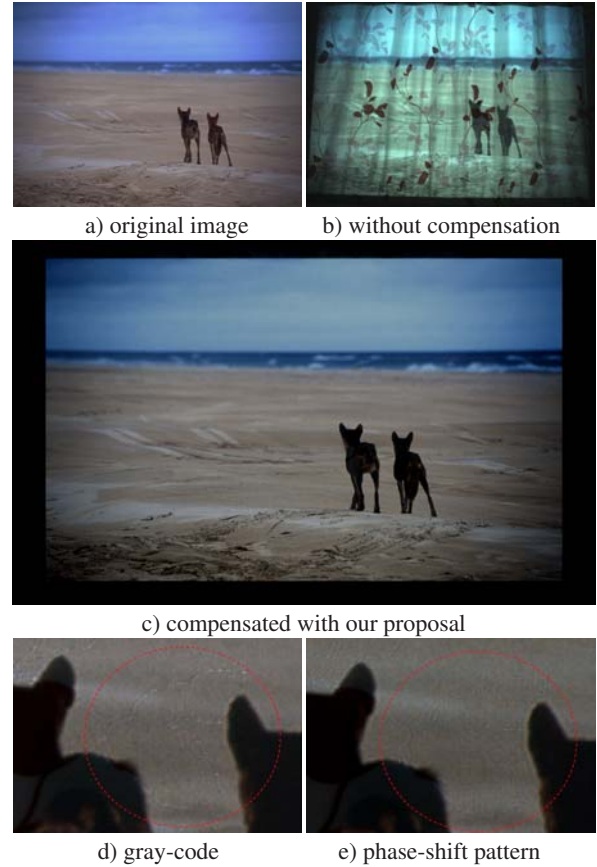 a) original image
b) without compensation
c) compensated with our proposal
d) gray-code
e) phase-shift pattern